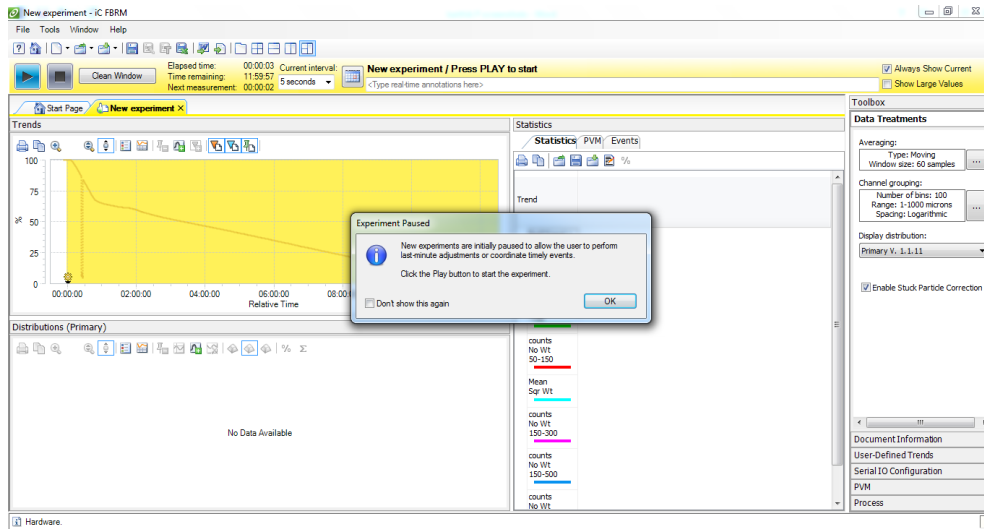 New experiment - iC FBRM
File Tools Window Help
Clean Window
Elapsed time: 00:00:03
Time remaining: 11:59:57
Next measurement: 00:00:02
Current interval:
5 seconds
New experiment / Press PLAY to start
<Type real-time annotations here>
Always Show Current
Show Large Values
Start Page
New experiment
Trends
100
75
%
50
25
0
00:00:00 02:00:00 04:00:00 06:00:00 08:00:
Relative Time
Distributions (Primary)
% Σ
No Data Available
Statistics
Statistics PVM Events
%
Trend
counts
No Wt
50-150
Mean
Sqr Wt
counts
No Wt
150-300
counts
No Wt
150-500
counts
No Wt
Experiment Paused
New experiments are initially paused to allow the user to perform
last-minute adjustments or coordinate timely events.
Click the Play button to start the experiment.
Don't show this again
OK
Toolbox
Data Treatments
Averaging:
Type: Moving
Window size: 60 samples
...
Channel grouping:
Number of bins: 100
Range: 1-1000 microns
Spacing: Logarithmic
...
Display distribution:
Primary V. 1.1.11
Enable Stuck Particle Correction
Document Information
User-Defined Trends
Serial IO Configuration
PVM
Process
Hardware.